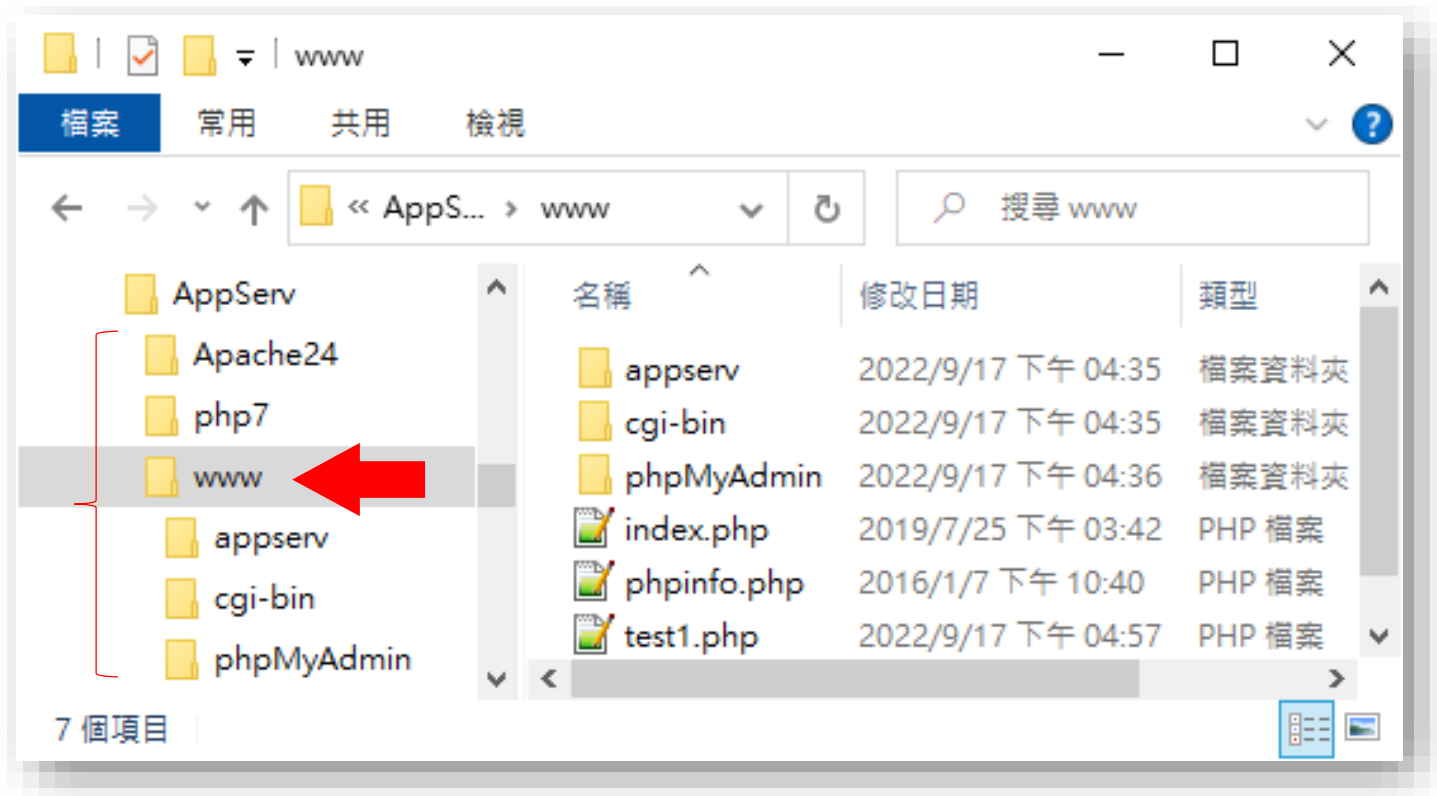 www
檔案 常用 共用 檢視
« AppS... › www 搜尋 www
AppServ
Apache24
php7
www
appserv
cgi-bin
phpMyAdmin
名稱 修改日期 類型
appserv 2022/9/17 下午 04:35 檔案資料夾
cgi-bin 2022/9/17 下午 04:35 檔案資料夾
phpMyAdmin 2022/9/17 下午 04:36 檔案資料夾
index.php 2019/7/25 下午 03:42 PHP 檔案
phpinfo.php 2016/1/7 下午 10:40 PHP 檔案
test1.php 2022/9/17 下午 04:57 PHP 檔案
7 個項目